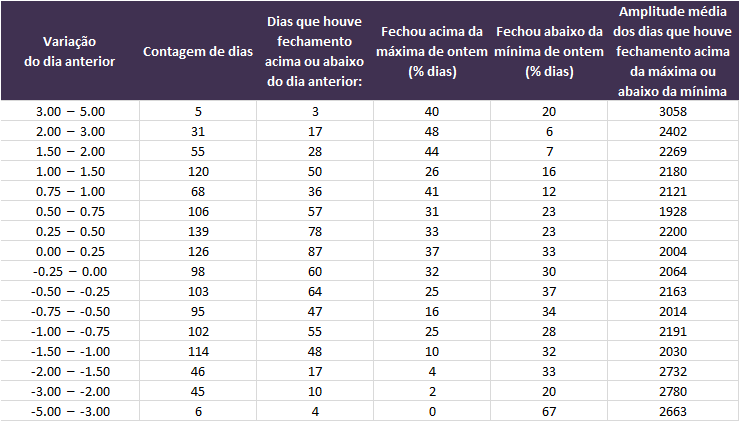 Variação do dia anterior | Contagem de dias | Dias que houve fechamento acima ou abaixo do dia anterior: | Fechou acima da máxima de ontem (% dias) | Fechou abaixo da mínima de ontem (% dias) | Amplitude média dos dias que houve fechamento acima da máxima ou abaixo da mínima
3.00 – 5.00 | 5 | 3 | 40 | 20 | 3058
2.00 – 3.00 | 31 | 17 | 48 | 6 | 2402
1.50 – 2.00 | 55 | 28 | 44 | 7 | 2269
1.00 – 1.50 | 120 | 50 | 26 | 16 | 2180
0.75 – 1.00 | 68 | 36 | 41 | 12 | 2121
0.50 – 0.75 | 106 | 57 | 31 | 23 | 1928
0.25 – 0.50 | 139 | 78 | 33 | 23 | 2200
0.00 – 0.25 | 126 | 87 | 37 | 33 | 2004
-0.25 – 0.00 | 98 | 60 | 32 | 30 | 2064
-0.50 – -0.25 | 103 | 64 | 25 | 37 | 2163
-0.75 – -0.50 | 95 | 47 | 16 | 34 | 2014
-1.00 – -0.75 | 102 | 55 | 25 | 28 | 2191
-1.50 – -1.00 | 114 | 48 | 10 | 32 | 2030
-2.00 – -1.50 | 46 | 17 | 4 | 33 | 2732
-3.00 – -2.00 | 45 | 10 | 2 | 20 | 2780
-5.00 – -3.00 | 6 | 4 | 0 | 67 | 2663